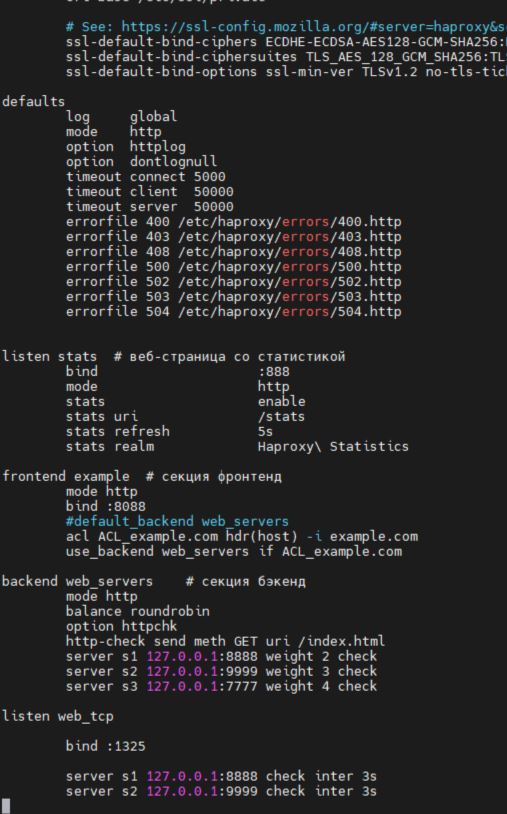 # See: https://ssl-config.mozilla.org/#server=haproxy&s
ssl-default-bind-ciphers ECDHE-ECDSA-AES128-GCM-SHA256:
ssl-default-bind-ciphersuites TLS_AES_128_GCM_SHA256:TL
ssl-default-bind-options ssl-min-ver TLSv1.2 no-tls-tic
defaults
log global
mode http
option httplog
option dontlognull
timeout connect 5000
timeout client 50000
timeout server 50000
errorfile 400 /etc/haproxy/errors/400.http
errorfile 403 /etc/haproxy/errors/403.http
errorfile 408 /etc/haproxy/errors/408.http
errorfile 500 /etc/haproxy/errors/500.http
errorfile 502 /etc/haproxy/errors/502.http
errorfile 503 /etc/haproxy/errors/503.http
errorfile 504 /etc/haproxy/errors/504.http
listen stats # веб-страница со статистикой
bind :888
mode http
stats enable
stats uri /stats
stats refresh 5s
stats realm Haproxy\ Statistics
frontend example # секция фронтенд
mode http
bind :8088
#default_backend web_servers
acl ACL_example.com hdr(host) -i example.com
use_backend web_servers if ACL_example.com
backend web_servers # секция бэкенд
mode http
balance roundrobin
option httpchk
http-check send meth GET uri /index.html
server s1 127.0.0.1:8888 weight 2 check
server s2 127.0.0.1:9999 weight 3 check
server s3 127.0.0.1:7777 weight 4 check
listen web_tcp
bind :1325
server s1 127.0.0.1:8888 check inter 3s
server s2 127.0.0.1:9999 check inter 3s